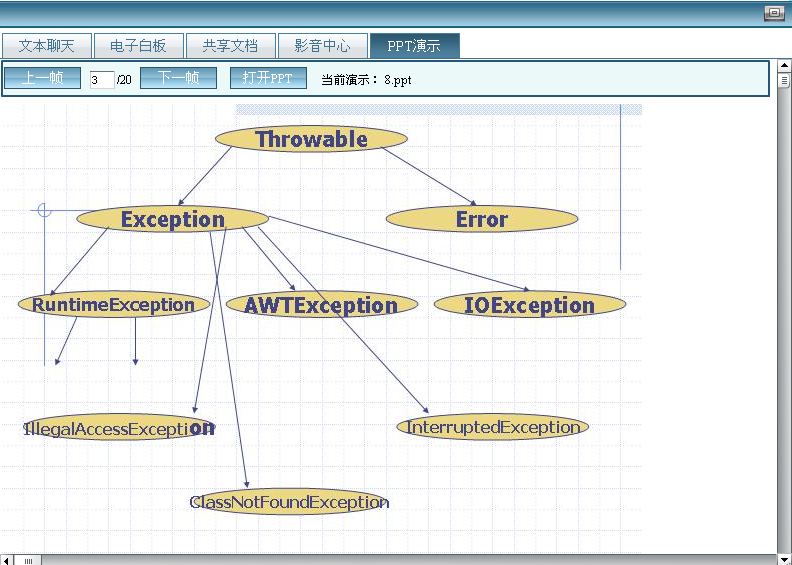 文本聊天 电子白板 共享文档 影音中心 PPT演示
上一帧 3 /20 下一帧 打开PPT 当前演示： 8.ppt
Throwable
Exception Error
RuntimeException AWTException IOException
IllegalAccessException InterruptedException
ClassNotFoundException